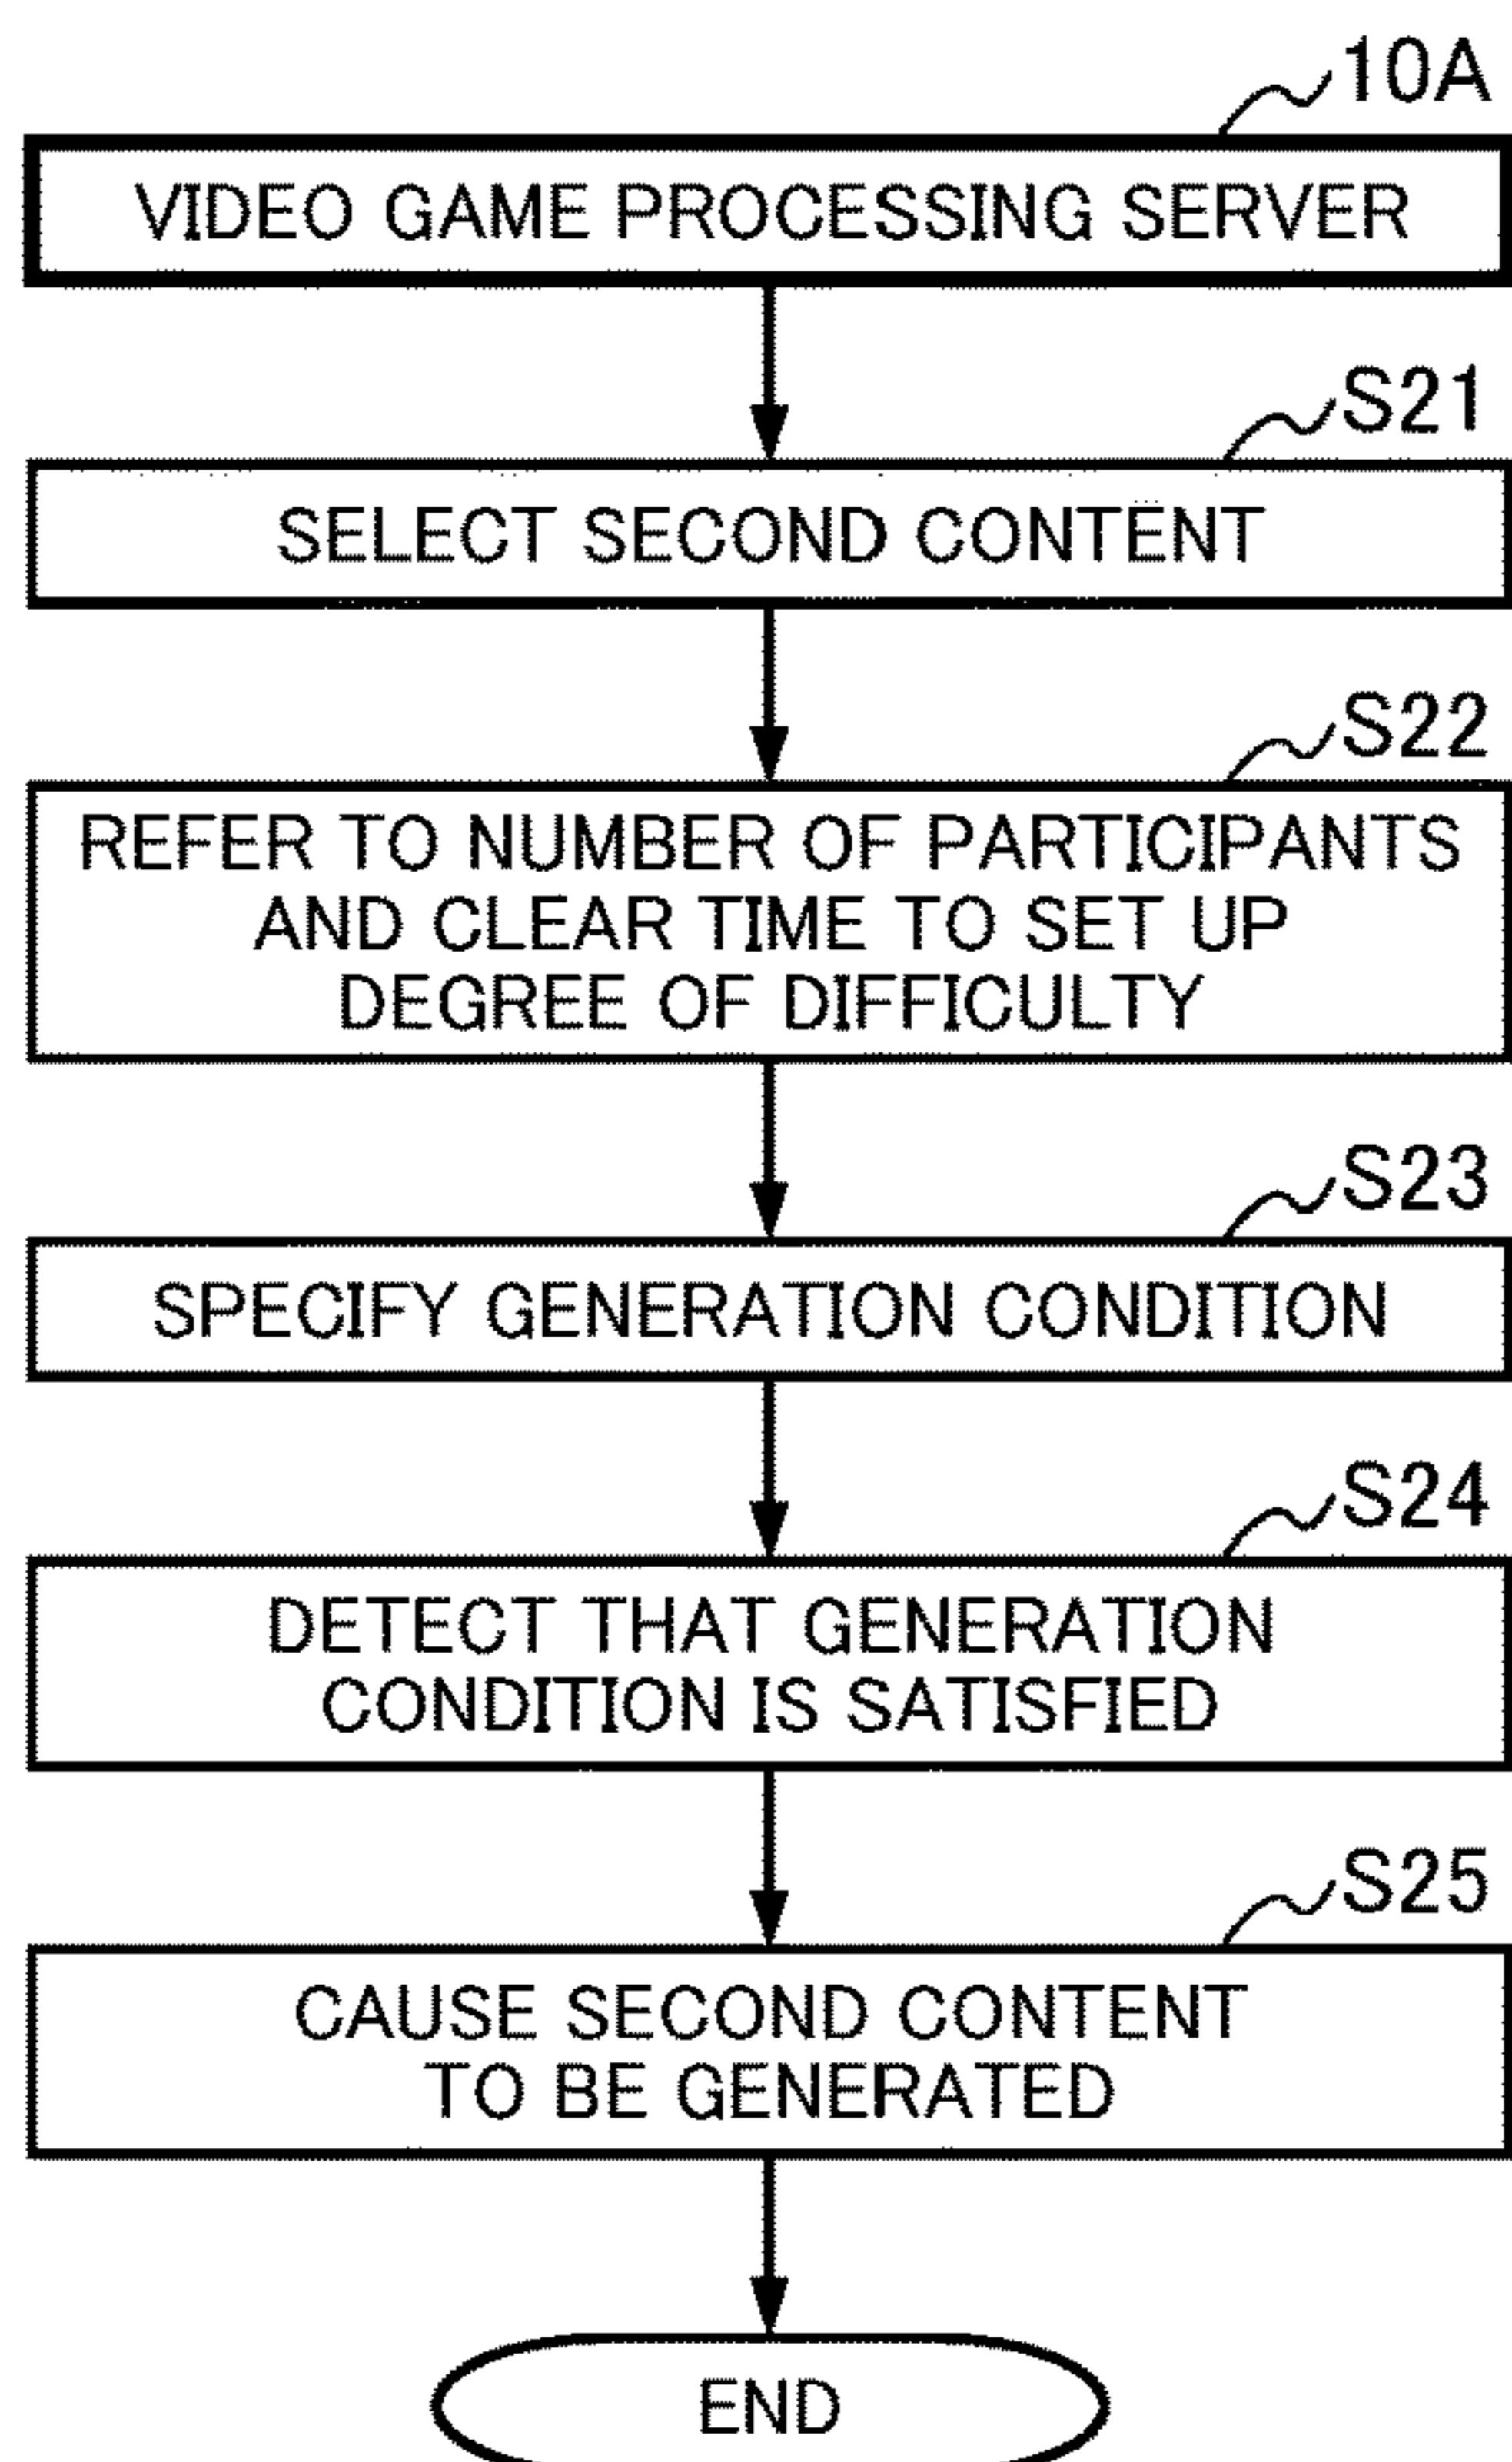 10A
VIDEO GAME PROCESSING SERVER
S21
SELECT SECOND CONTENT
S22
REFER TO NUMBER OF PARTICIPANTS
AND CLEAR TIME TO SET UP
DEGREE OF DIFFICULTY
S23
SPECIFY GENERATION CONDITION
S24
DETECT THAT GENERATION
CONDITION IS SATISFIED
S25
CAUSE SECOND CONTENT
TO BE GENERATED
END